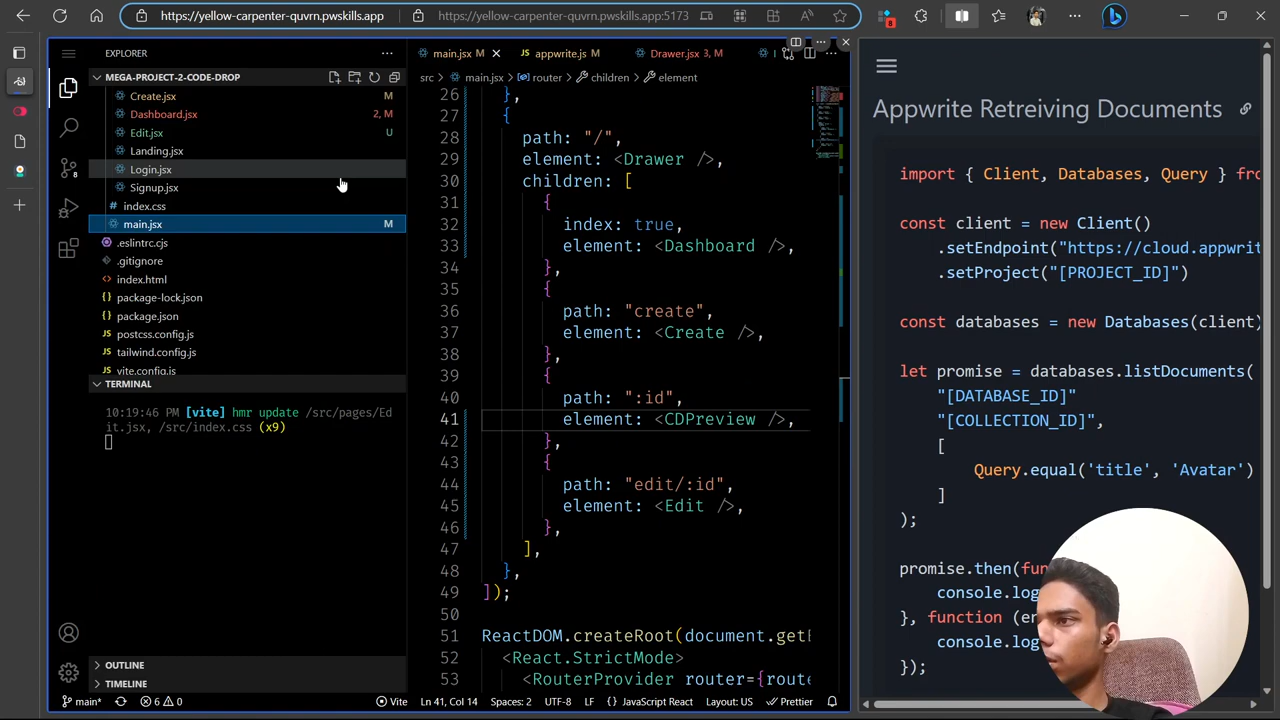 https://yellow-carpenter-quvrn.pwskills.app
https://yellow-carpenter-quvrn.pwskills.app:5173
8
EXPLORER
MEGA-PROJECT-2-CODE-DROP
Create.jsx M
Dashboard.jsx 2, M
Edit.jsx U
Landing.jsx
Login.jsx
Signup.jsx
# index.css
main.jsx M
.eslintrc.cjs
.gitignore
index.html
package-lock.json
package.json
JS postcss.config.js
JS tailwind.config.js
JS vite.config.js
TERMINAL
10:19:46 PM [vite] hmr update /src/pages/Ed
it.jsx, /src/index.css (x9)
OUTLINE
TIMELINE
main*
6 0
Vite
Ln 41, Col 14
Spaces: 2
UTF-8
LF
{} JavaScript React
Layout: US
Prettier
main.jsx M
JS appwrite.js M
Drawer.jsx 3, M
src > main.jsx > router > children > element
26 },
27 {
28 path: "/",
29 element: <Drawer />,
30 children: [
31 {
32 index: true,
33 element: <Dashboard />,
34 },
35 {
36 path: "create",
37 element: <Create />,
38 },
39 {
40 path: ":id",
41 element: <CDPreview />,
42 },
43 {
44 path: "edit/:id",
45 element: <Edit />,
46 },
47 ],
48 },
49 ]);
50
51 ReactDOM.createRoot(document.getE
52 <React.StrictMode>
53 <RouterProvider router={route
Appwrite Retreiving Documents
import { Client, Databases, Query } fro
const client = new Client()
.setEndpoint("https://cloud.appwrit
.setProject("[PROJECT_ID]")
const databases = new Databases(client)
let promise = databases.listDocuments(
"[DATABASE_ID]"
"[COLLECTION_ID]",
[
Query.equal('title', 'Avatar')
]
);
promise.then(fun
console.log
}, function (er
console.log
});